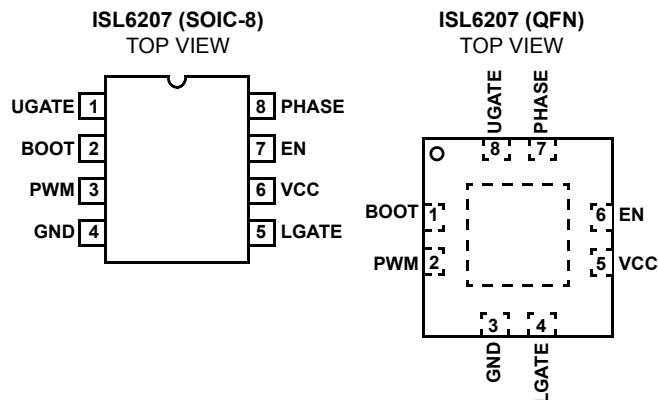 ISL6207 (SOIC-8)
TOP VIEW
UGATE 1
BOOT 2
PWM 3
GND 4
8 PHASE
7 EN
6 VCC
5 LGATE
ISL6207 (QFN)
TOP VIEW
UGATE
PHASE
8
7
BOOT 1
PWM 2
6 EN
5 VCC
3
4
GND
LGATE